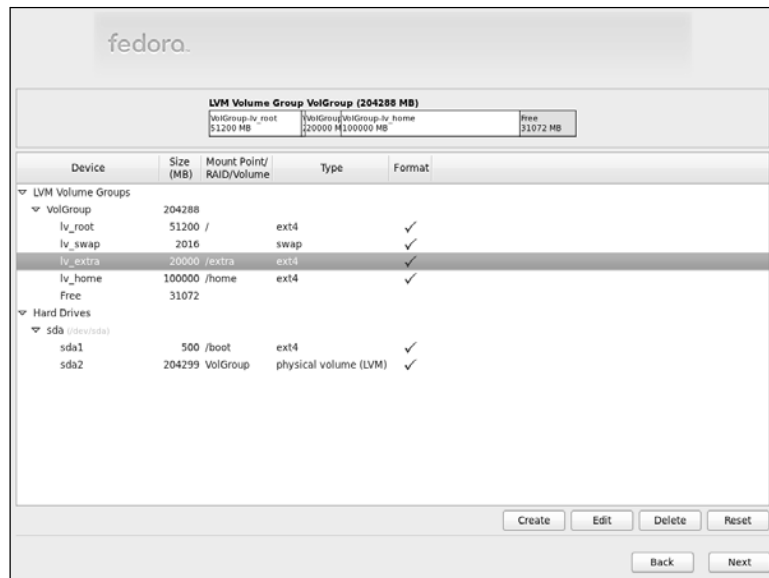 fedora.
LVM Volume Group VolGroup (204288 MB)
VolGroup-lv_root VolGroup VolGroup-lv_home Free
51200 MB 20000 M 100000 MB 31072 MB
Device Size (MB) Mount Point/ RAID/Volume Type Format
LVM Volume Groups
VolGroup 204288
lv_root 51200 / ext4 ✓
lv_swap 2016 swap ✓
lv_extra 20000 /extra ext4 ✓
lv_home 100000 /home ext4 ✓
Free 31072
Hard Drives
sda (/dev/sda)
sda1 500 /boot ext4 ✓
sda2 204299 VolGroup physical volume (LVM) ✓
Create Edit Delete Reset
Back Next